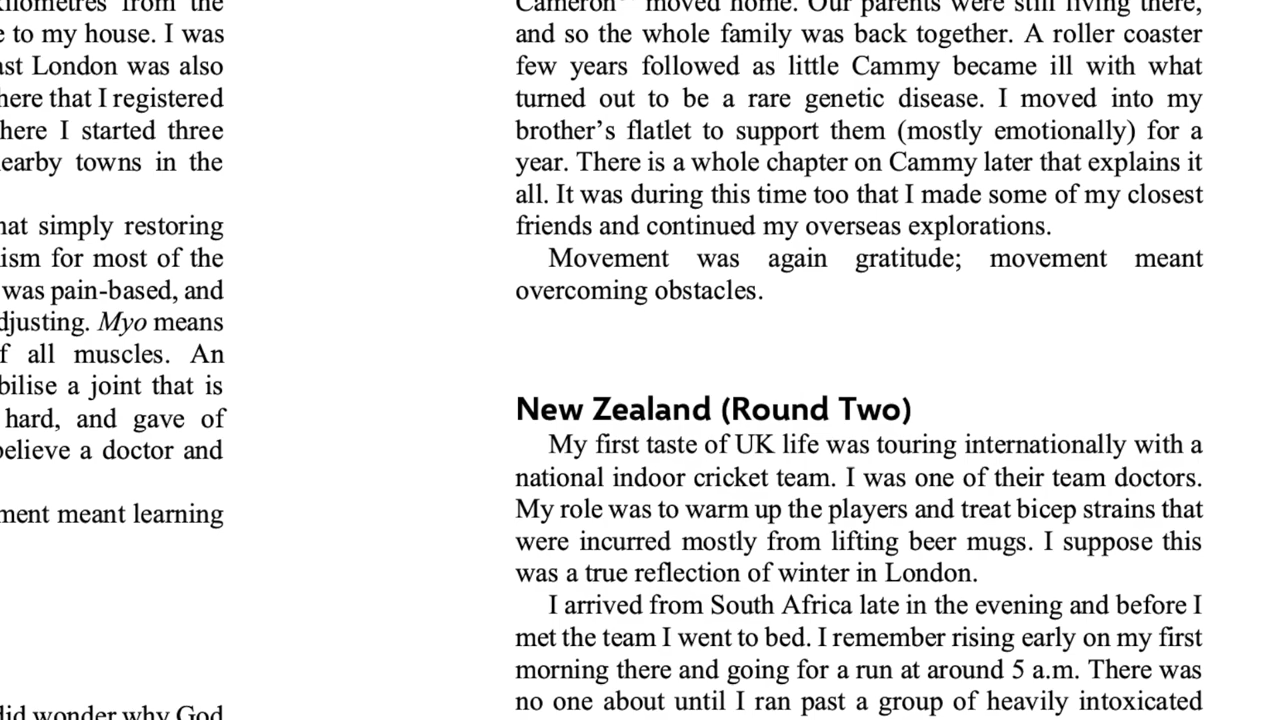 kilometres from the
e to my house. I was
ast London was also
here that I registered
here I started three
nearby towns in the
hat simply restoring
ism for most of the
was pain-based, and
djusting. Myo means
f all muscles. An
bilise a joint that is
hard, and gave of
believe a doctor and
ment meant learning
did wonder why God
Cameron moved home. Our parents were still living there,
and so the whole family was back together. A roller coaster
few years followed as little Cammy became ill with what
turned out to be a rare genetic disease. I moved into my
brother’s flatlet to support them (mostly emotionally) for a
year. There is a whole chapter on Cammy later that explains it
all. It was during this time too that I made some of my closest
friends and continued my overseas explorations.
Movement was again gratitude; movement meant
overcoming obstacles.
New Zealand (Round Two)
My first taste of UK life was touring internationally with a
national indoor cricket team. I was one of their team doctors.
My role was to warm up the players and treat bicep strains that
were incurred mostly from lifting beer mugs. I suppose this
was a true reflection of winter in London.
I arrived from South Africa late in the evening and before I
met the team I went to bed. I remember rising early on my first
morning there and going for a run at around 5 a.m. There was
no one about until I ran past a group of heavily intoxicated